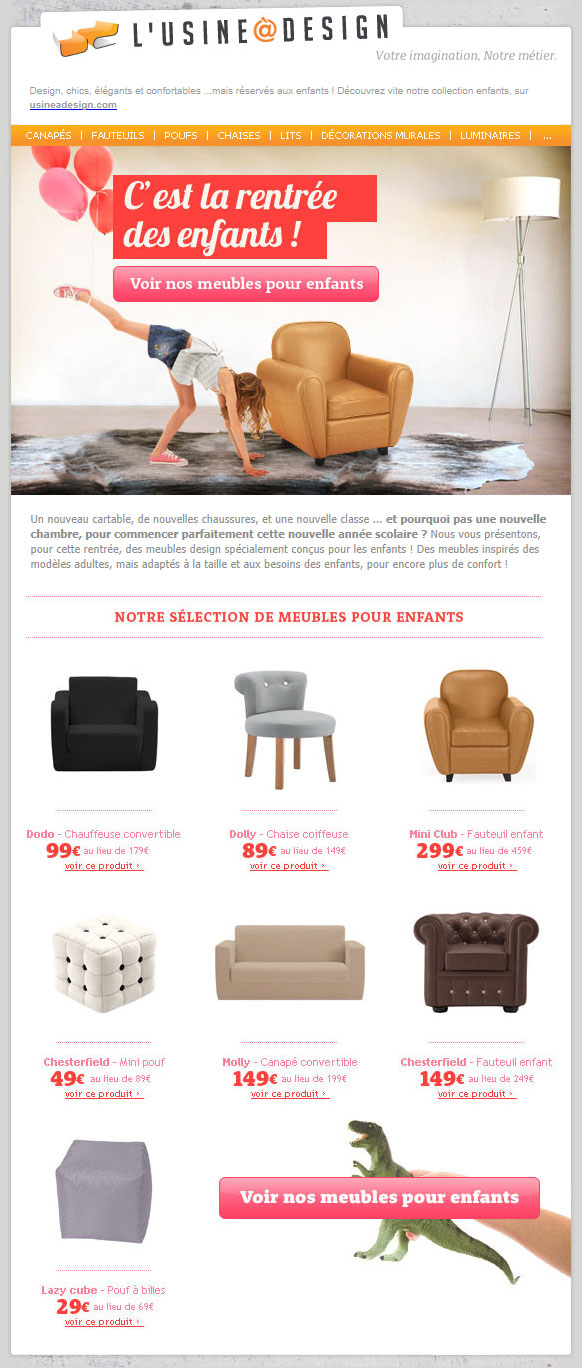 L'USINE@DESIGN
Votre imagination, Notre métier.
Design, chics, élégants et confortables ...mais réservés aux enfants ! Découvrez vite notre collection enfants, sur
usineadesign.com
CANAPÉS | FAUTEUILS | POUFS | CHAISES | LITS | DÉCORATIONS MURALES | LUMINAIRES | ...
C'est la rentrée
des enfants !
Voir nos meubles pour enfants
Un nouveau cartable, de nouvelles chaussures, et une nouvelle classe ... et pourquoi pas une nouvelle
chambre, pour commencer parfaitement cette nouvelle année scolaire ? Nous vous présentons,
pour cette rentrée, des meubles design spécialement conçus pour les enfants ! Des meubles inspirés des
modèles adultes, mais adaptés à la taille et aux besoins des enfants, pour encore plus de confort !
NOTRE SÉLECTION DE MEUBLES POUR ENFANTS
Dodo - Chauffeuse convertible
99€ au lieu de 179€
voir ce produit ›
Dolly - Chaise coiffeuse
89€ au lieu de 149€
voir ce produit ›
Mini Club - Fauteuil enfant
299€ au lieu de 459€
voir ce produit ›
Chesterfield - Mini pouf
49€ au lieu de 89€
voir ce produit ›
Molly - Canapé convertible
149€ au lieu de 199€
voir ce produit ›
Chesterfield - Fauteuil enfant
149€ au lieu de 249€
voir ce produit ›
Voir nos meubles pour enfants
Lazy cube - Pouf à billes
29€ au lieu de 69€
voir ce produit ›